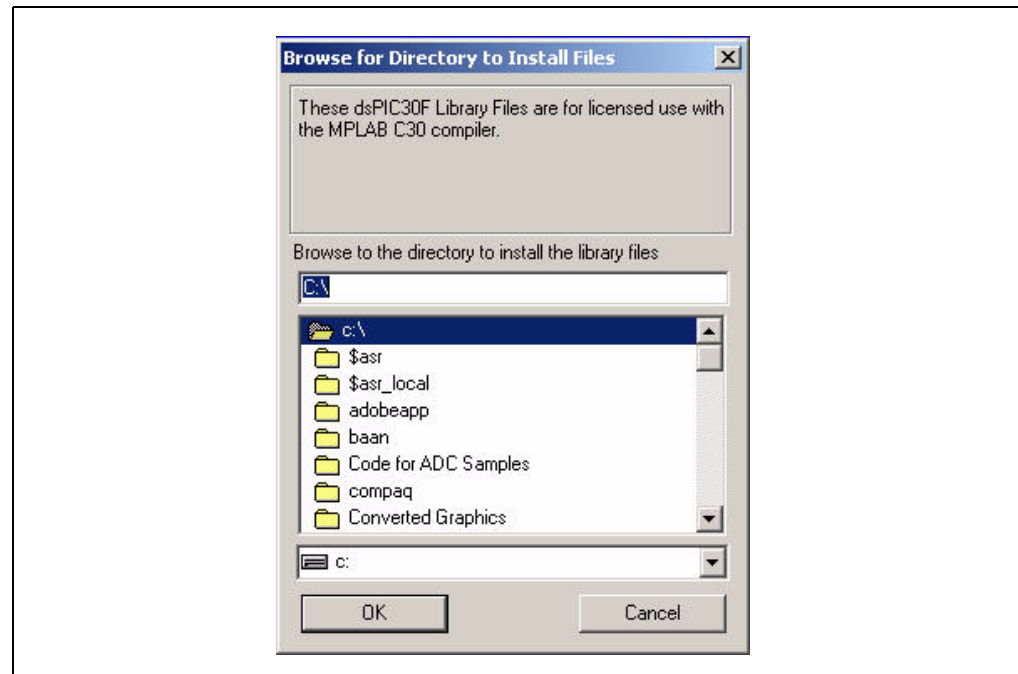 Browse for Directory to Install Files
These dsPIC30F Library Files are for licensed use with
the MPLAB C30 compiler.
Browse to the directory to install the library files
C:\
c:\
$asr
$asr_local
adobeapp
baan
Code for ADC Samples
compaq
Converted Graphics
c:
OK Cancel